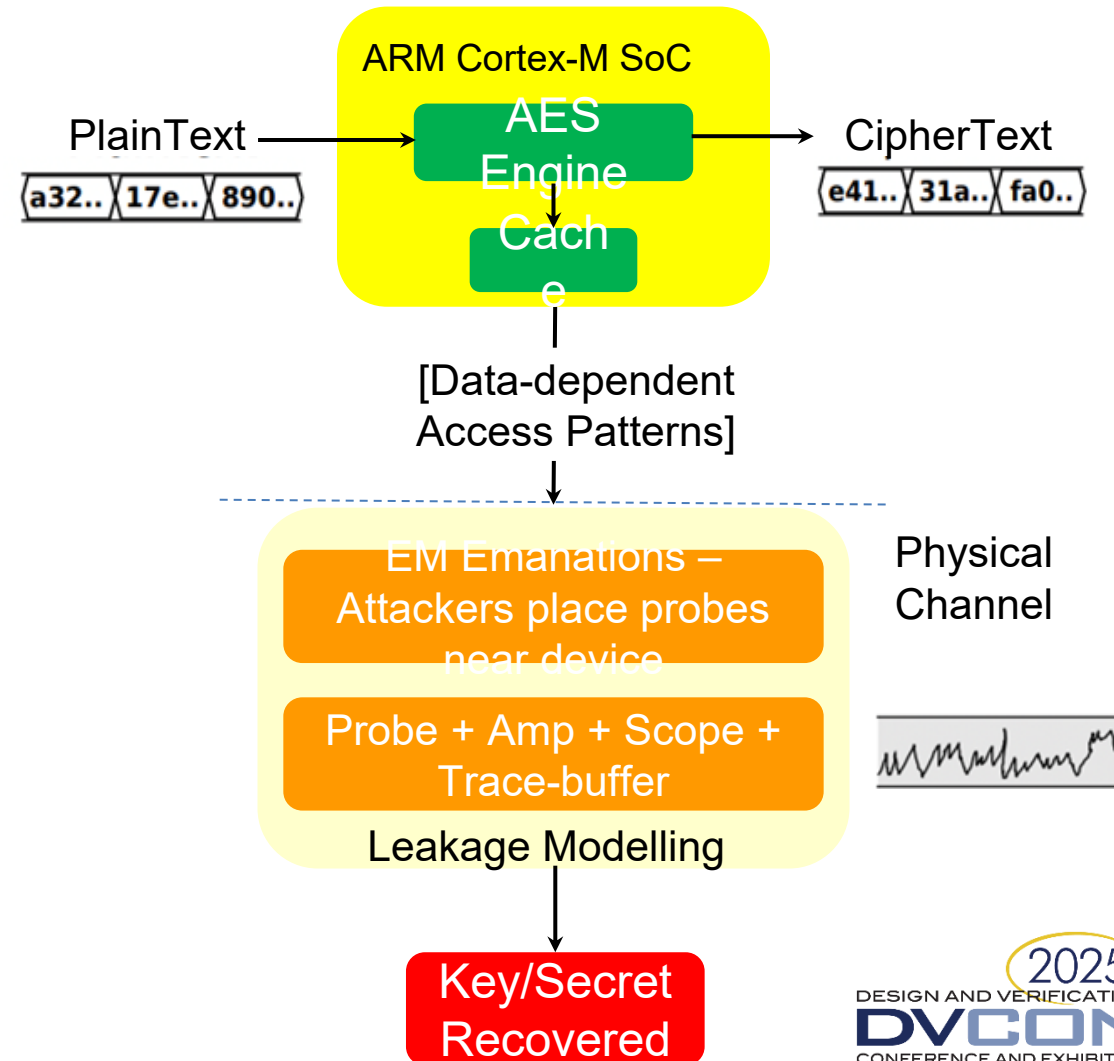 ARM Cortex-M SoC
PlainText
AES
Engine
CipherText
a32.. 17e.. 890..
e41.. 31a.. fa0..
Cach
e
[Data-dependent
Access Patterns]
EM Emanations –
Attackers place probes
near device
Physical
Channel
Probe + Amp + Scope +
Trace-buffer
Leakage Modelling
Key/Secret
Recovered
2025
DESIGN AND VERIFICAT
DVCON
CONFERENCE AND EXHIBIT